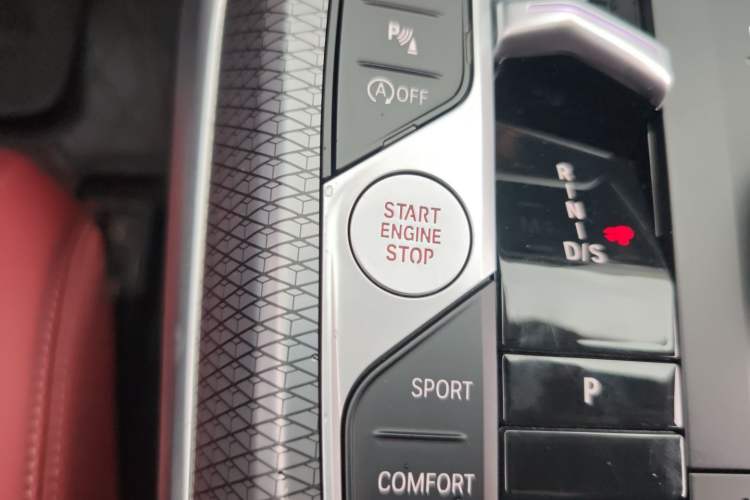 P
A OFF
START
ENGINE
STOP
R
N
D/S
P
SPORT
COMFORT